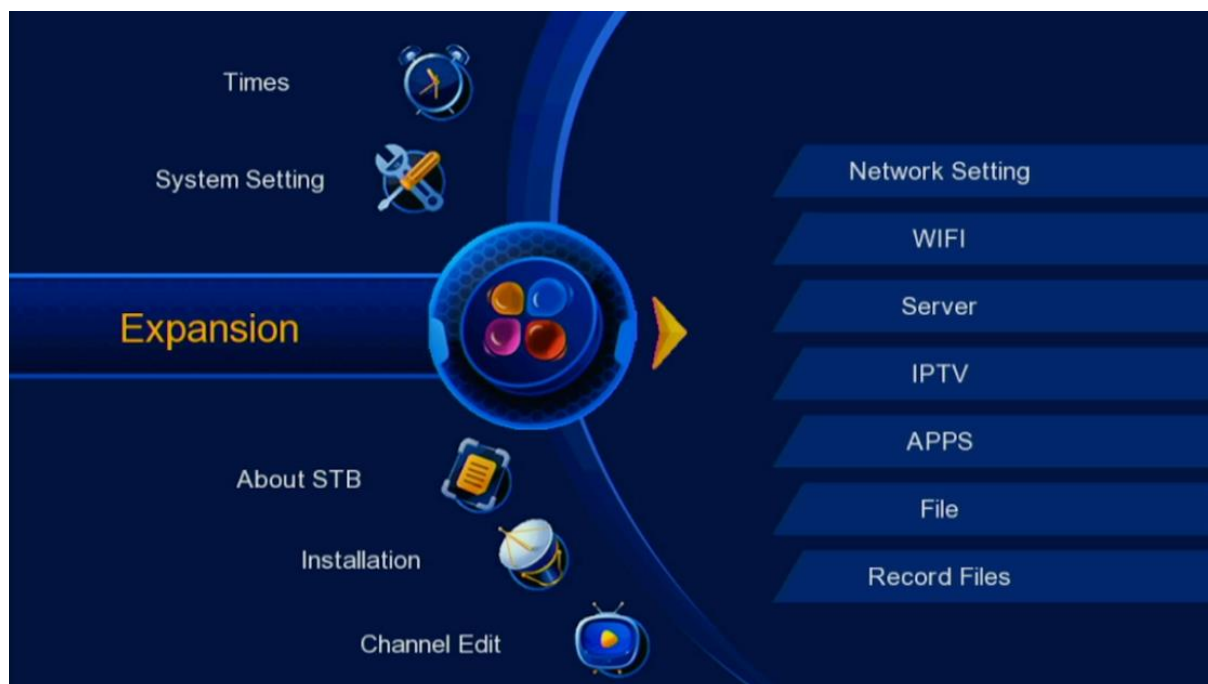 Times
System Setting
Expansion
About STB
Installation
Channel Edit
Network Setting
WIFI
Server
IPTV
APPS
File
Record Files